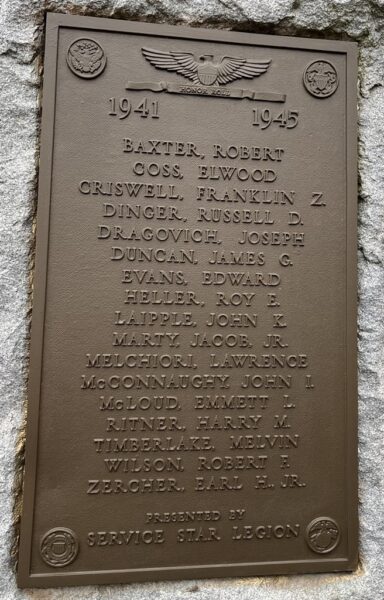 HONOR ROLL
1941 1945
BAXTER, ROBERT
COSS, ELWOOD
CRISWELL, FRANKLIN Z.
DINGER, RUSSELL D.
DRAGOVICH, JOSEPH
DUNCAN, JAMES G.
EVANS, EDWARD
HELLER, ROY E.
LAIPPLE, JOHN K.
MARTY, JACOB, JR.
MELCHIORI, LAWRENCE
McCONNAUGHY, JOHN I.
McLOUD, EMMETT L.
RITNER, HARRY M.
TIMBERLAKE, MELVIN
WILSON, ROBERT F.
ZERCHER, EARL H., JR.
PRESENTED BY
SERVICE STAR LEGION